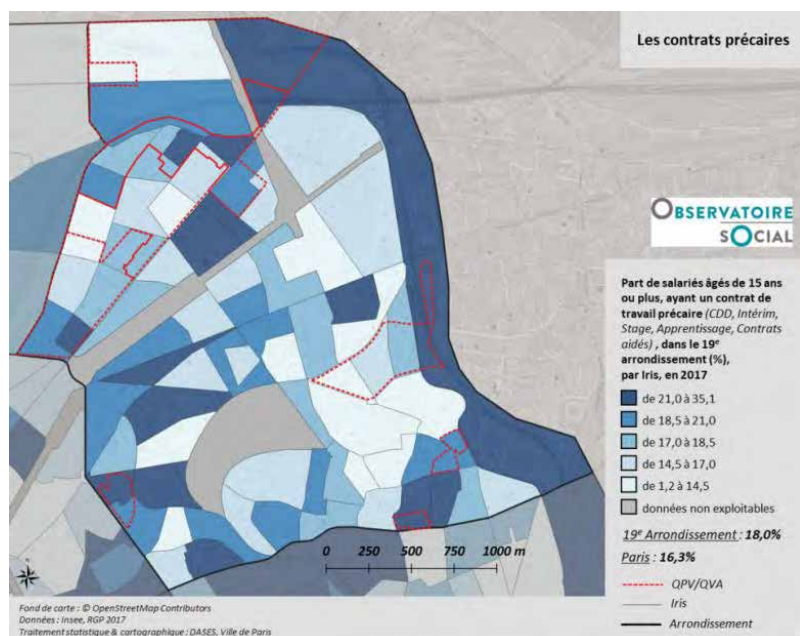 Les contrats précaires
OBSERVATOIRE
SOCIAL
Part de salariés âgés de 15 ans
ou plus, ayant un contrat de
travail précaire (CDD, Intérim,
Stage, Apprentissage, Contrats
aidés) , dans le 19e
arrondissement (%),
par Iris, en 2017
de 21,0 à 35,1
de 18,5 à 21,0
de 17,0 à 18,5
de 14,5 à 17,0
de 1,2 à 14,5
données non exploitables
19e Arrondissement : 18,0%
Paris : 16,3%
QPV/QVA
Iris
Arrondissement
0 250 500 750 1000 m
Fond de carte : © OpenStreetMap Contributors
Données : Insee, RGP 2017
Traitement statistique & cartographique : DASES, Ville de Paris